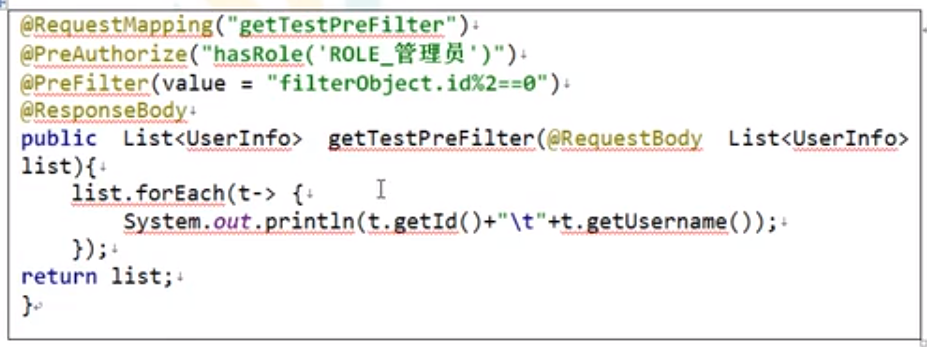 @RequestMapping("getTestPreFilter")
@PreAuthorize("hasRole('ROLE_管理员')")
@PreFilter(value = "filterObject.id%2==0")
@ResponseBody
public List<UserInfo> getTestPreFilter(@RequestBody List<UserInfo>
list){
    list.forEach(t-> {
        System.out.println(t.getId()+"\t"+t.getUsername());
    });
return list;
}